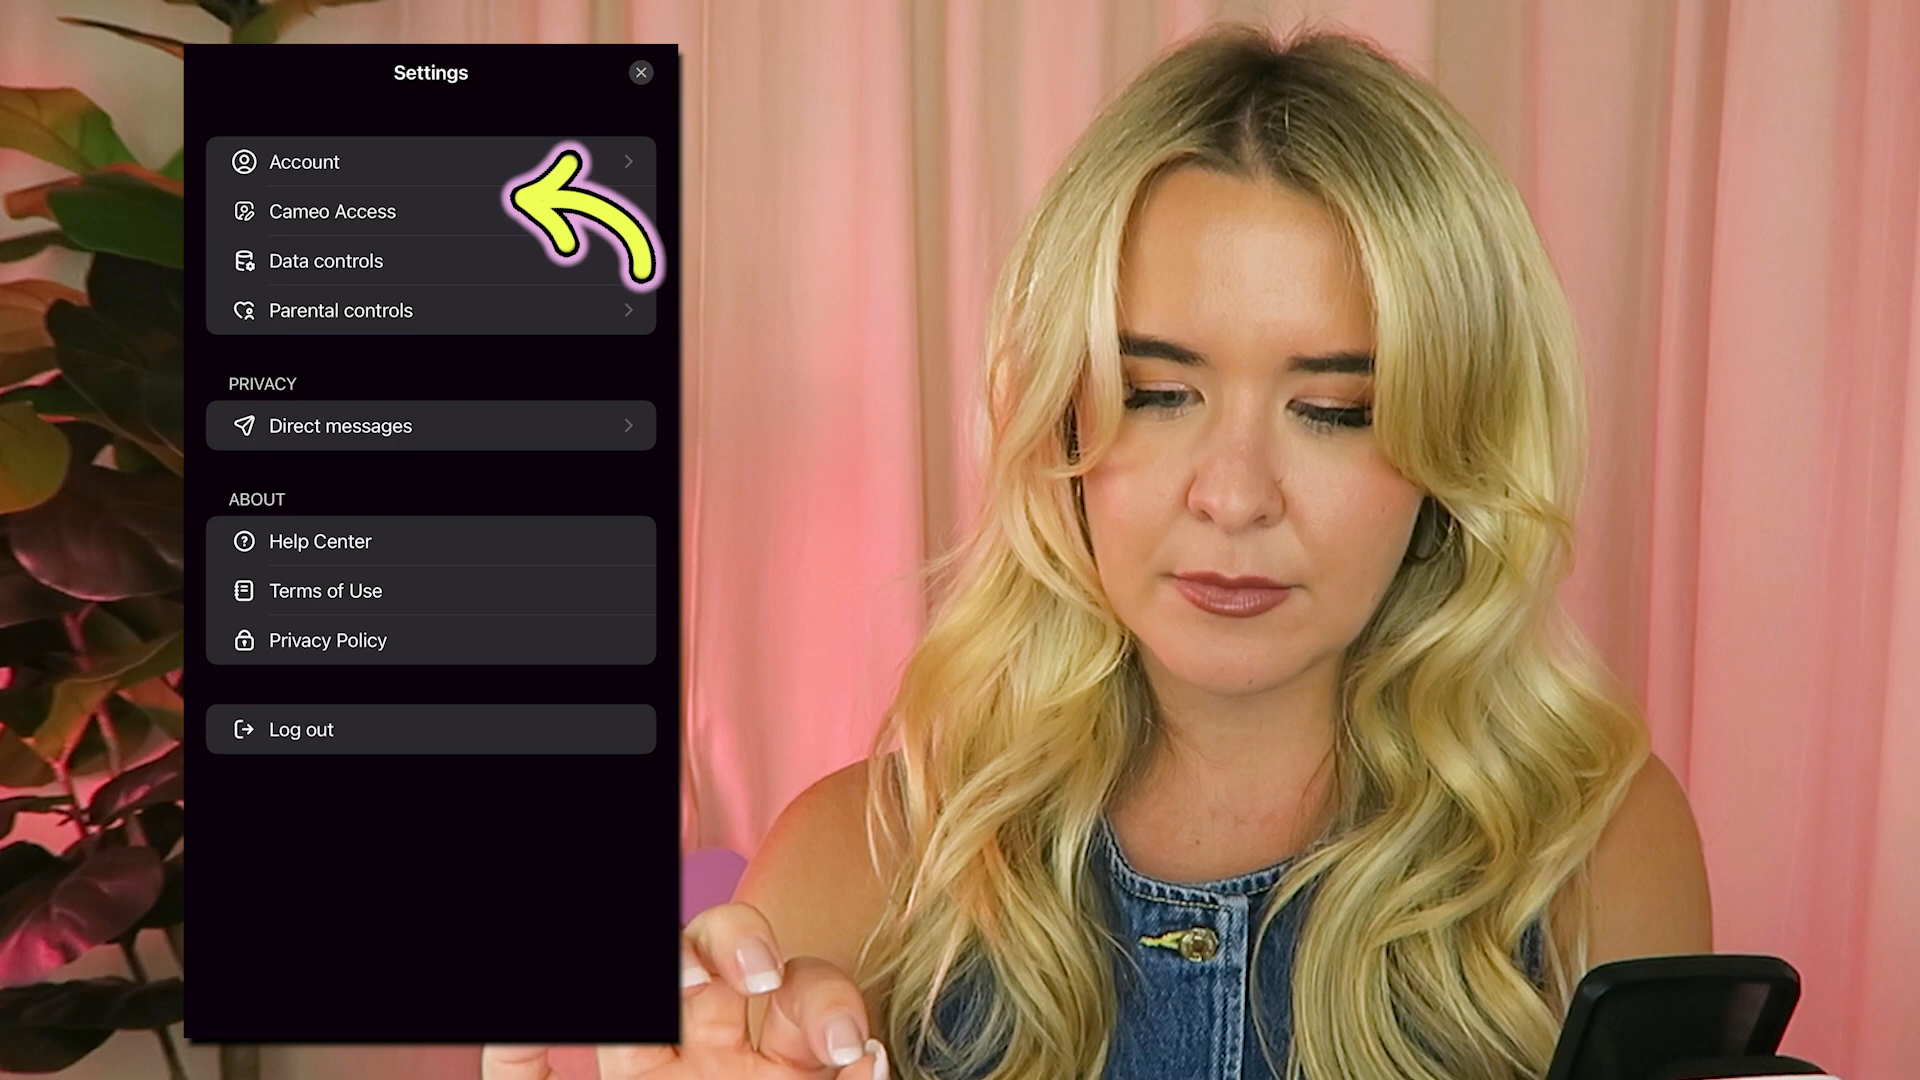 Settings
Account
Cameo Access
Data controls
Parental controls
PRIVACY
Direct messages
ABOUT
Help Center
Terms of Use
Privacy Policy
Log out